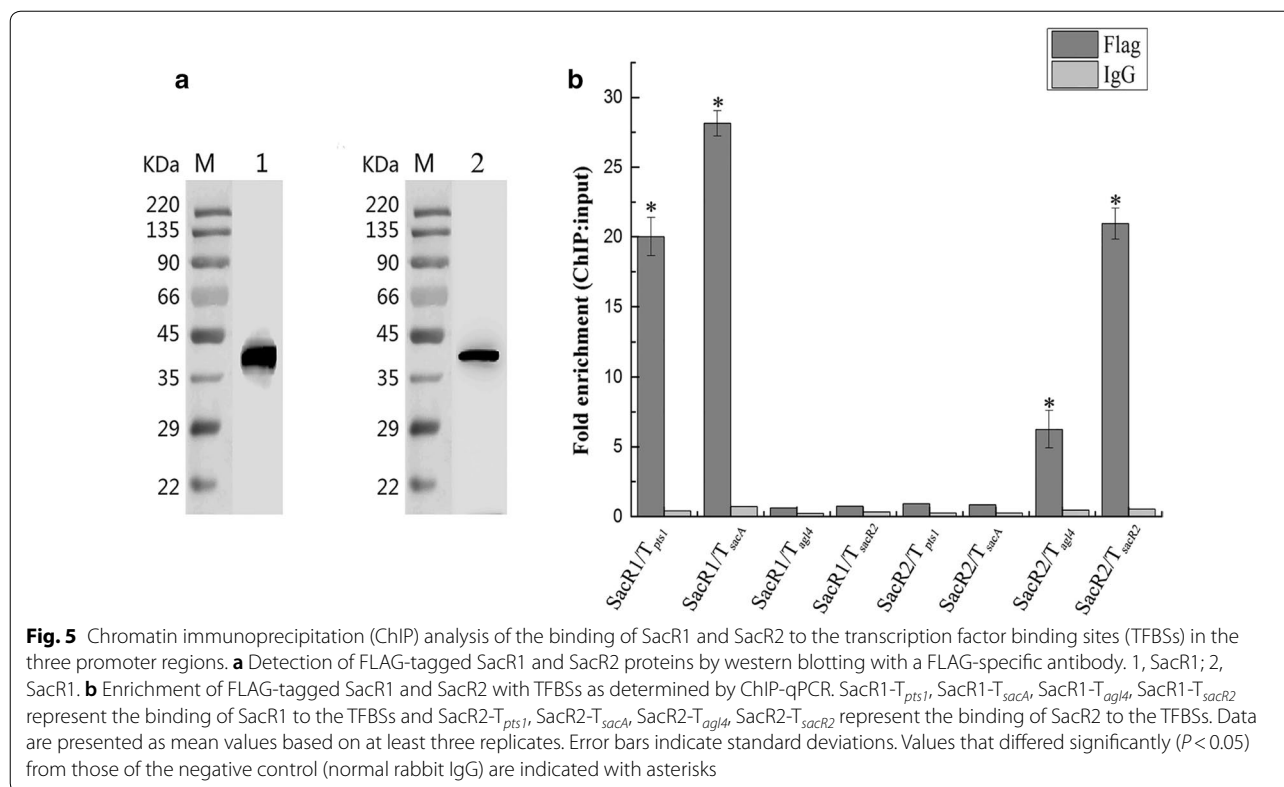 a
KDa M 1
220
135
90
66
45
35
29
22
KDa M 2
220
135
90
66
45
35
29
22
b
Flag
IgG
Fold enrichment (ChIP:input)
30
25
20
15
10
5
0
*
*
*
*
SacR1/Tpts1
SacR1/TsacA
SacR1/Tagl4
SacR1/TsacR2
SacR2/Tpts1
SacR2/TsacA
SacR2/Tagl4
SacR2/TsacR2
Fig. 5 Chromatin immunoprecipitation (ChIP) analysis of the binding of SacR1 and SacR2 to the transcription factor binding sites (TFBSs) in the
three promoter regions. a Detection of FLAG-tagged SacR1 and SacR2 proteins by western blotting with a FLAG-specific antibody. 1, SacR1; 2,
SacR1. b Enrichment of FLAG-tagged SacR1 and SacR2 with TFBSs as determined by ChIP-qPCR. SacR1-Tpts1, SacR1-TsacA, SacR1-Tagl4, SacR1-TsacR2
represent the binding of SacR1 to the TFBSs and SacR2-Tpts1, SacR2-TsacA, SacR2-Tagl4, SacR2-TsacR2 represent the binding of SacR2 to the TFBSs. Data
are presented as mean values based on at least three replicates. Error bars indicate standard deviations. Values that differed significantly (P < 0.05)
from those of the negative control (normal rabbit IgG) are indicated with asterisks